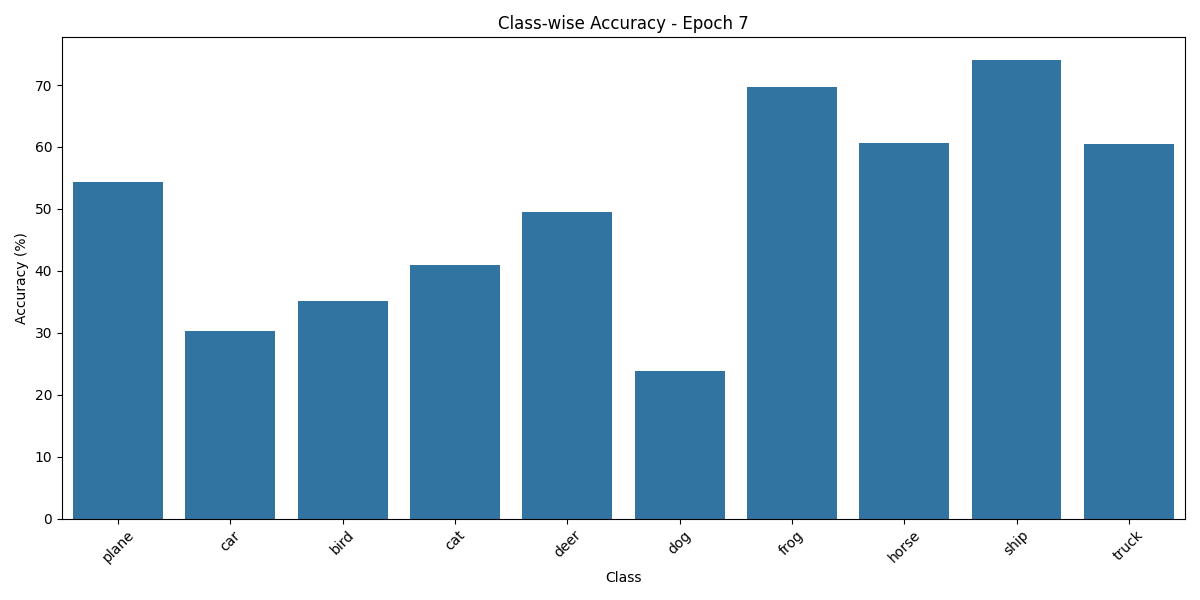 Class-wise Accuracy - Epoch 7
Accuracy (%)
70
60
50
40
30
20
10
0
plane car bird cat deer dog frog horse ship truck
Class